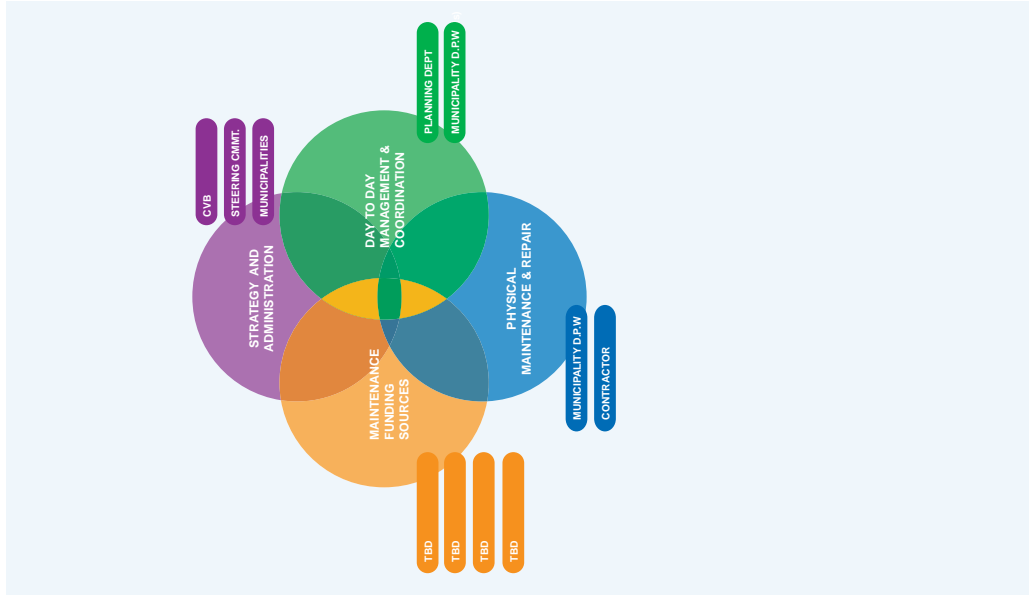 CVB
STEERING CMMT.
MUNICIPALITIES
STRATEGY AND
ADMINISTRATION
PLANNING DEPT
MUNICIPALITY D.P.W
DAY TO DAY
MANAGEMENT &
COORDINATION
PHYSICAL
MAINTENANCE & REPAIR
MUNICIPALITY D.P.W
CONTRACTOR
MAINTENANCE
FUNDING
SOURCES
TBD
TBD
TBD
TBD